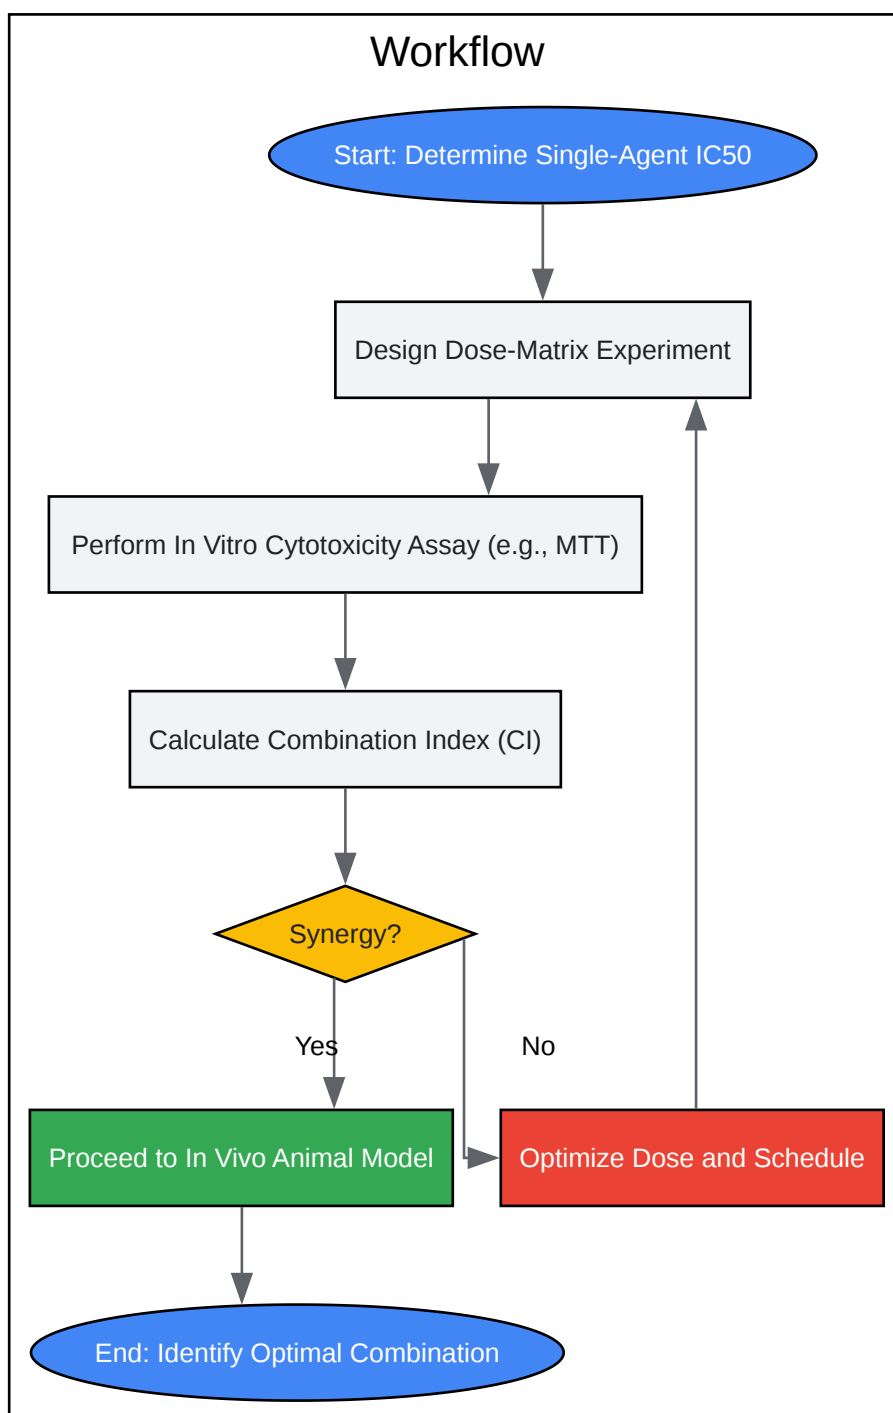 Workflow
Start: Determine Single-Agent IC50
Design Dose-Matrix Experiment
Perform In Vitro Cytotoxicity Assay (e.g., MTT)
Calculate Combination Index (CI)
Synergy?
Yes
No
Proceed to In Vivo Animal Model
Optimize Dose and Schedule
End: Identify Optimal Combination